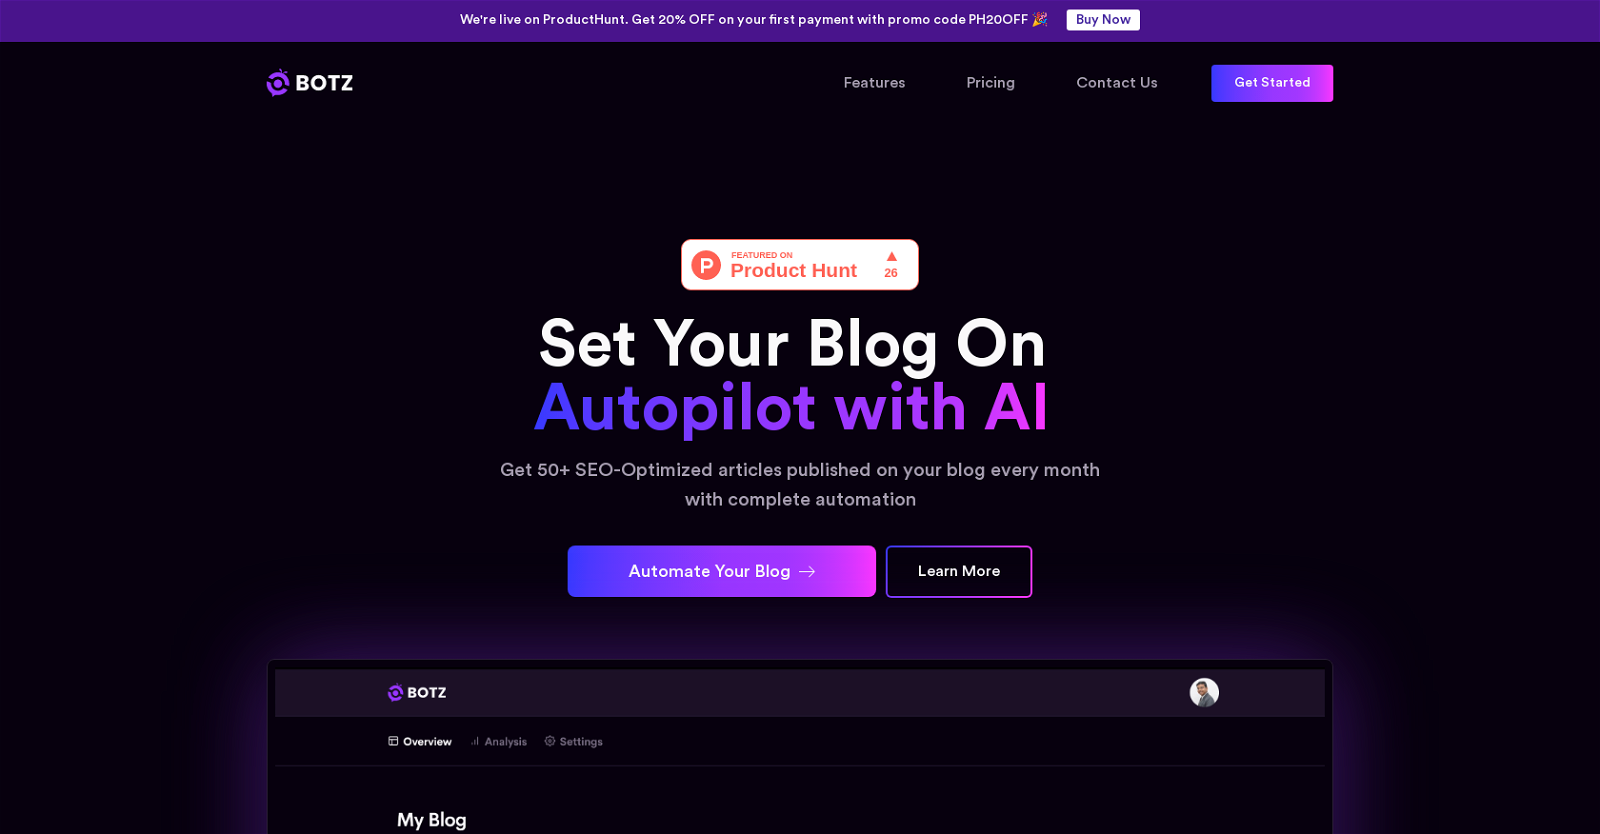 We're live on ProductHunt. Get 20% OFF on your first payment with promo code PH20OFF 🎉 Buy Now
BOTZ
Features
Pricing
Contact Us
Get Started
FEATURED ON
Product Hunt
26
Set Your Blog On
Autopilot with AI
Get 50+ SEO-Optimized articles published on your blog every month
with complete automation
Automate Your Blog →
Learn More
BOTZ
Overview
Analysis
Settings
My Blog